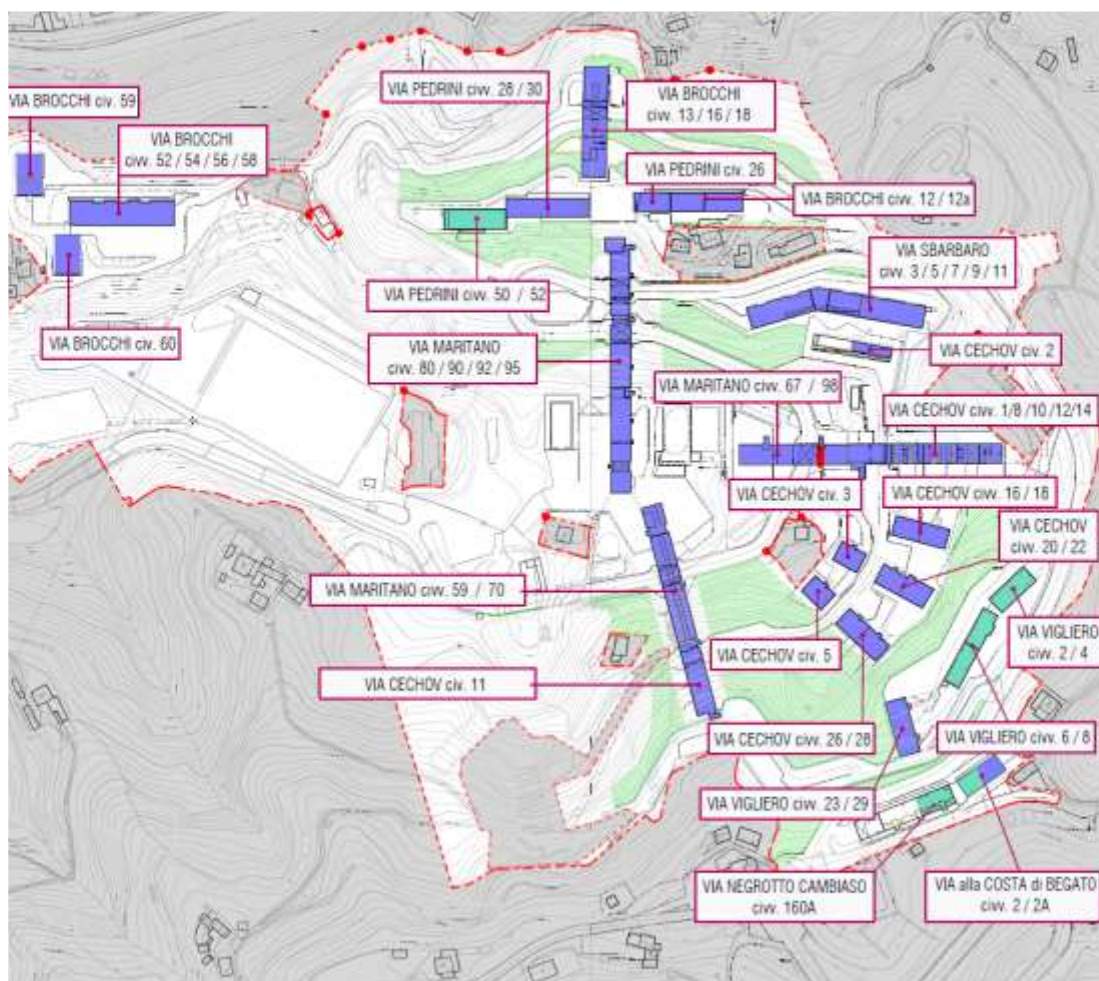 VIA BROCCHI civ. 59
VIA BROCCHI
civv. 52 / 54 / 56 / 58
VIA BROCCHI civ. 60
VIA PEDRINI civv. 28 / 30
VIA BROCCHI
civv. 13 / 16 / 18
VIA PEDRINI civ. 26
VIA BROCCHI civv. 12 / 12a
VIA PEDRINI civv. 50 / 52
VIA SBARBARO
civv. 3 / 5 / 7 / 9 / 11
VIA MARITANO
civv. 80 / 90 / 92 / 95
VIA CECHOV civ. 2
VIA MARITANO civv. 67 / 98
VIA CECHOV civv. 1/8 /10 /12/14
VIA CECHOV civ. 3
VIA CECHOV civv. 16 / 18
VIA CECHOV
civv. 20 / 22
VIA MARITANO civv. 59 / 70
VIA CECHOV civ. 5
VIA VIGLIERO
civv. 2 / 4
VIA CECHOV civ. 11
VIA CECHOV civv. 26 / 28
VIA VIGLIERO civv. 6 / 8
VIA VIGLIERO civv. 23 / 29
VIA NEGROTTO CAMBIASO
civv. 160A
VIA alla COSTA di BEGATO
civv. 2 / 2A